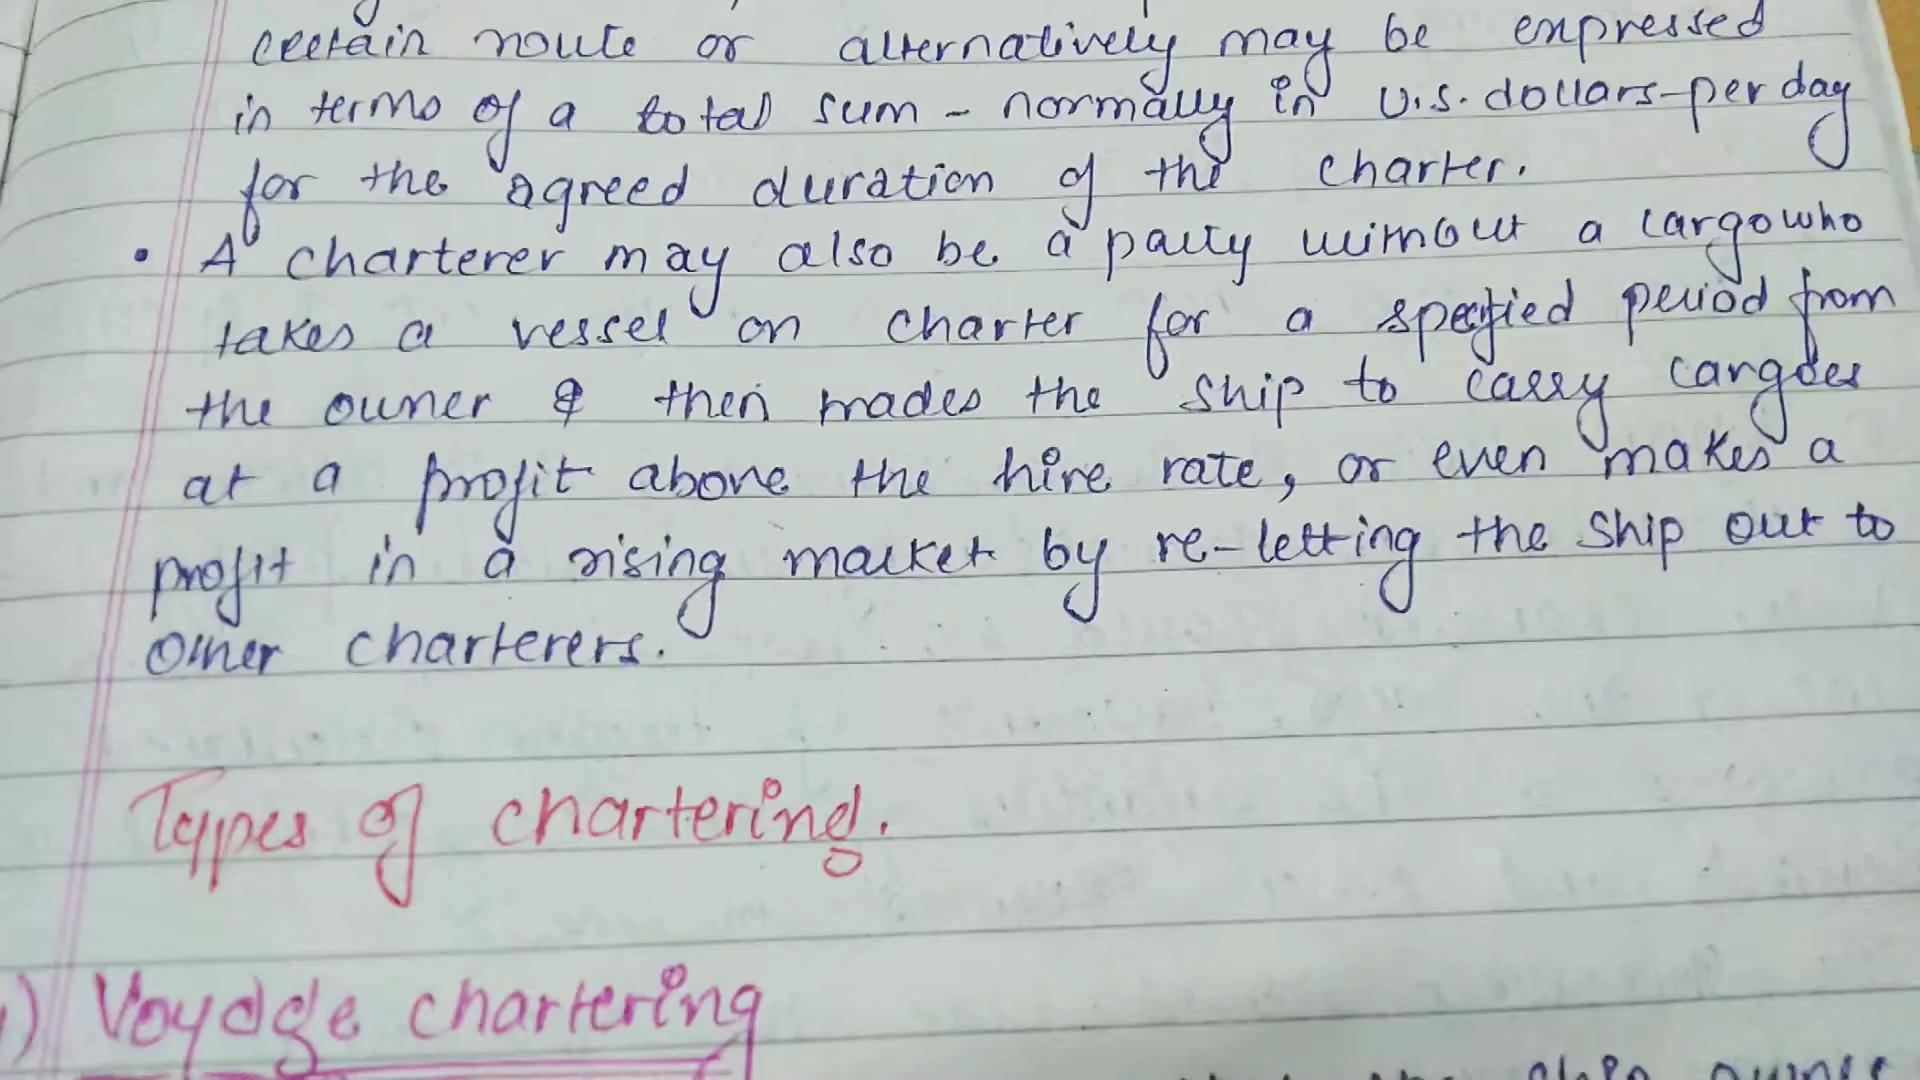 certain route or alternatively may be expressed
in terms of a total sum - normally in U.S. dollars-per day
for the agreed duration of the charter.
• A charterer may also be a party without a cargo who
takes a vessel on charter for a specified period from
the owner & then trades the ship to carry cargoes
at a profit above the hire rate, or even makes a
profit in a rising market by re-letting the ship out to
other charterers.
Types of chartering.
) Voyage chartering
the ship owner